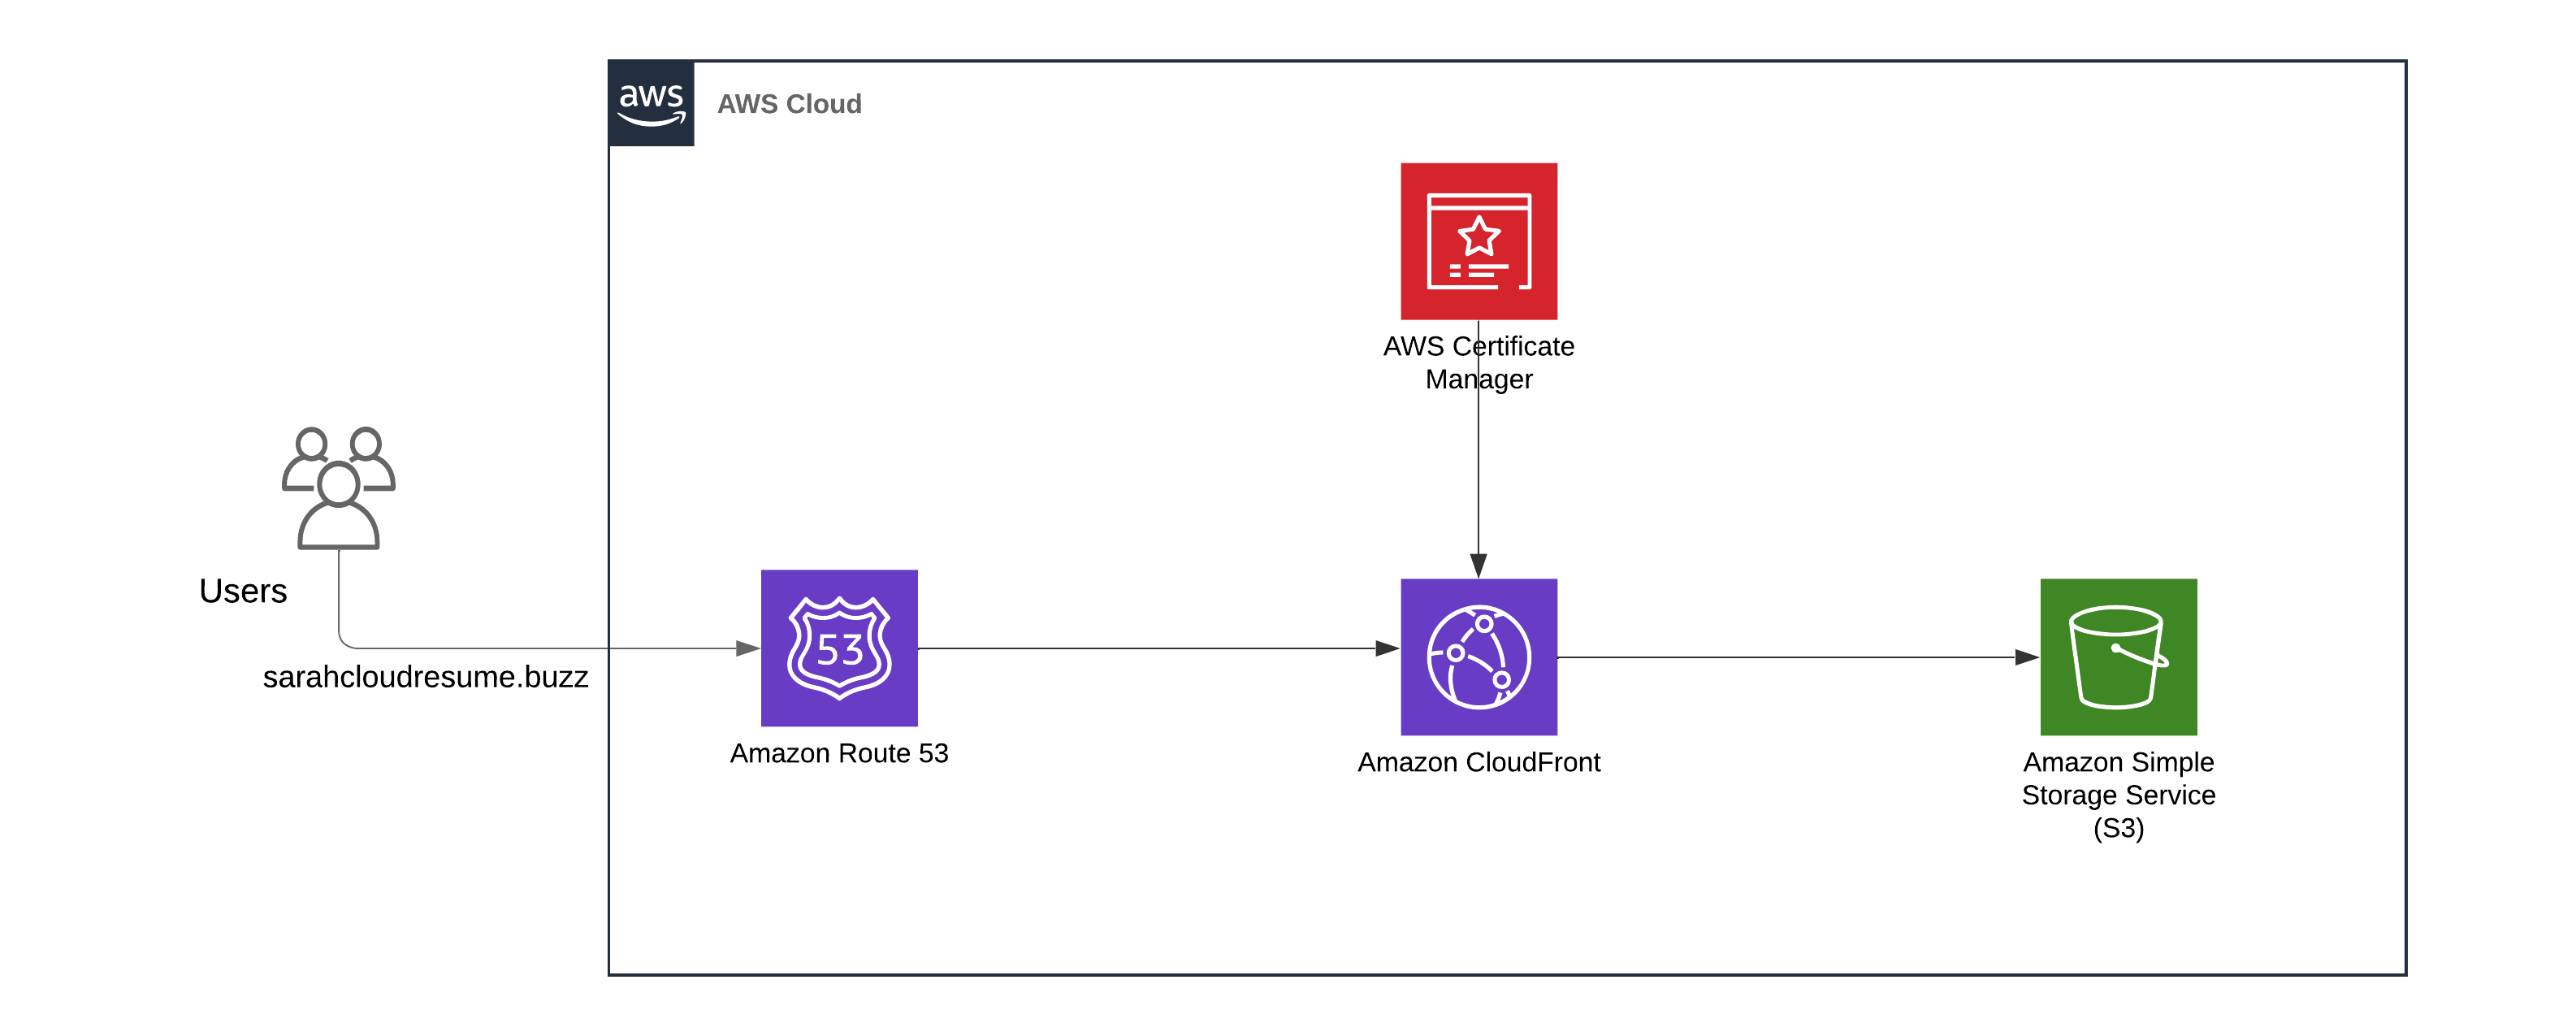 aws
AWS Cloud
AWS Certificate
Manager
Users
sarahcloudresume.buzz
53
Amazon Route 53
Amazon CloudFront
Amazon Simple
Storage Service
(S3)